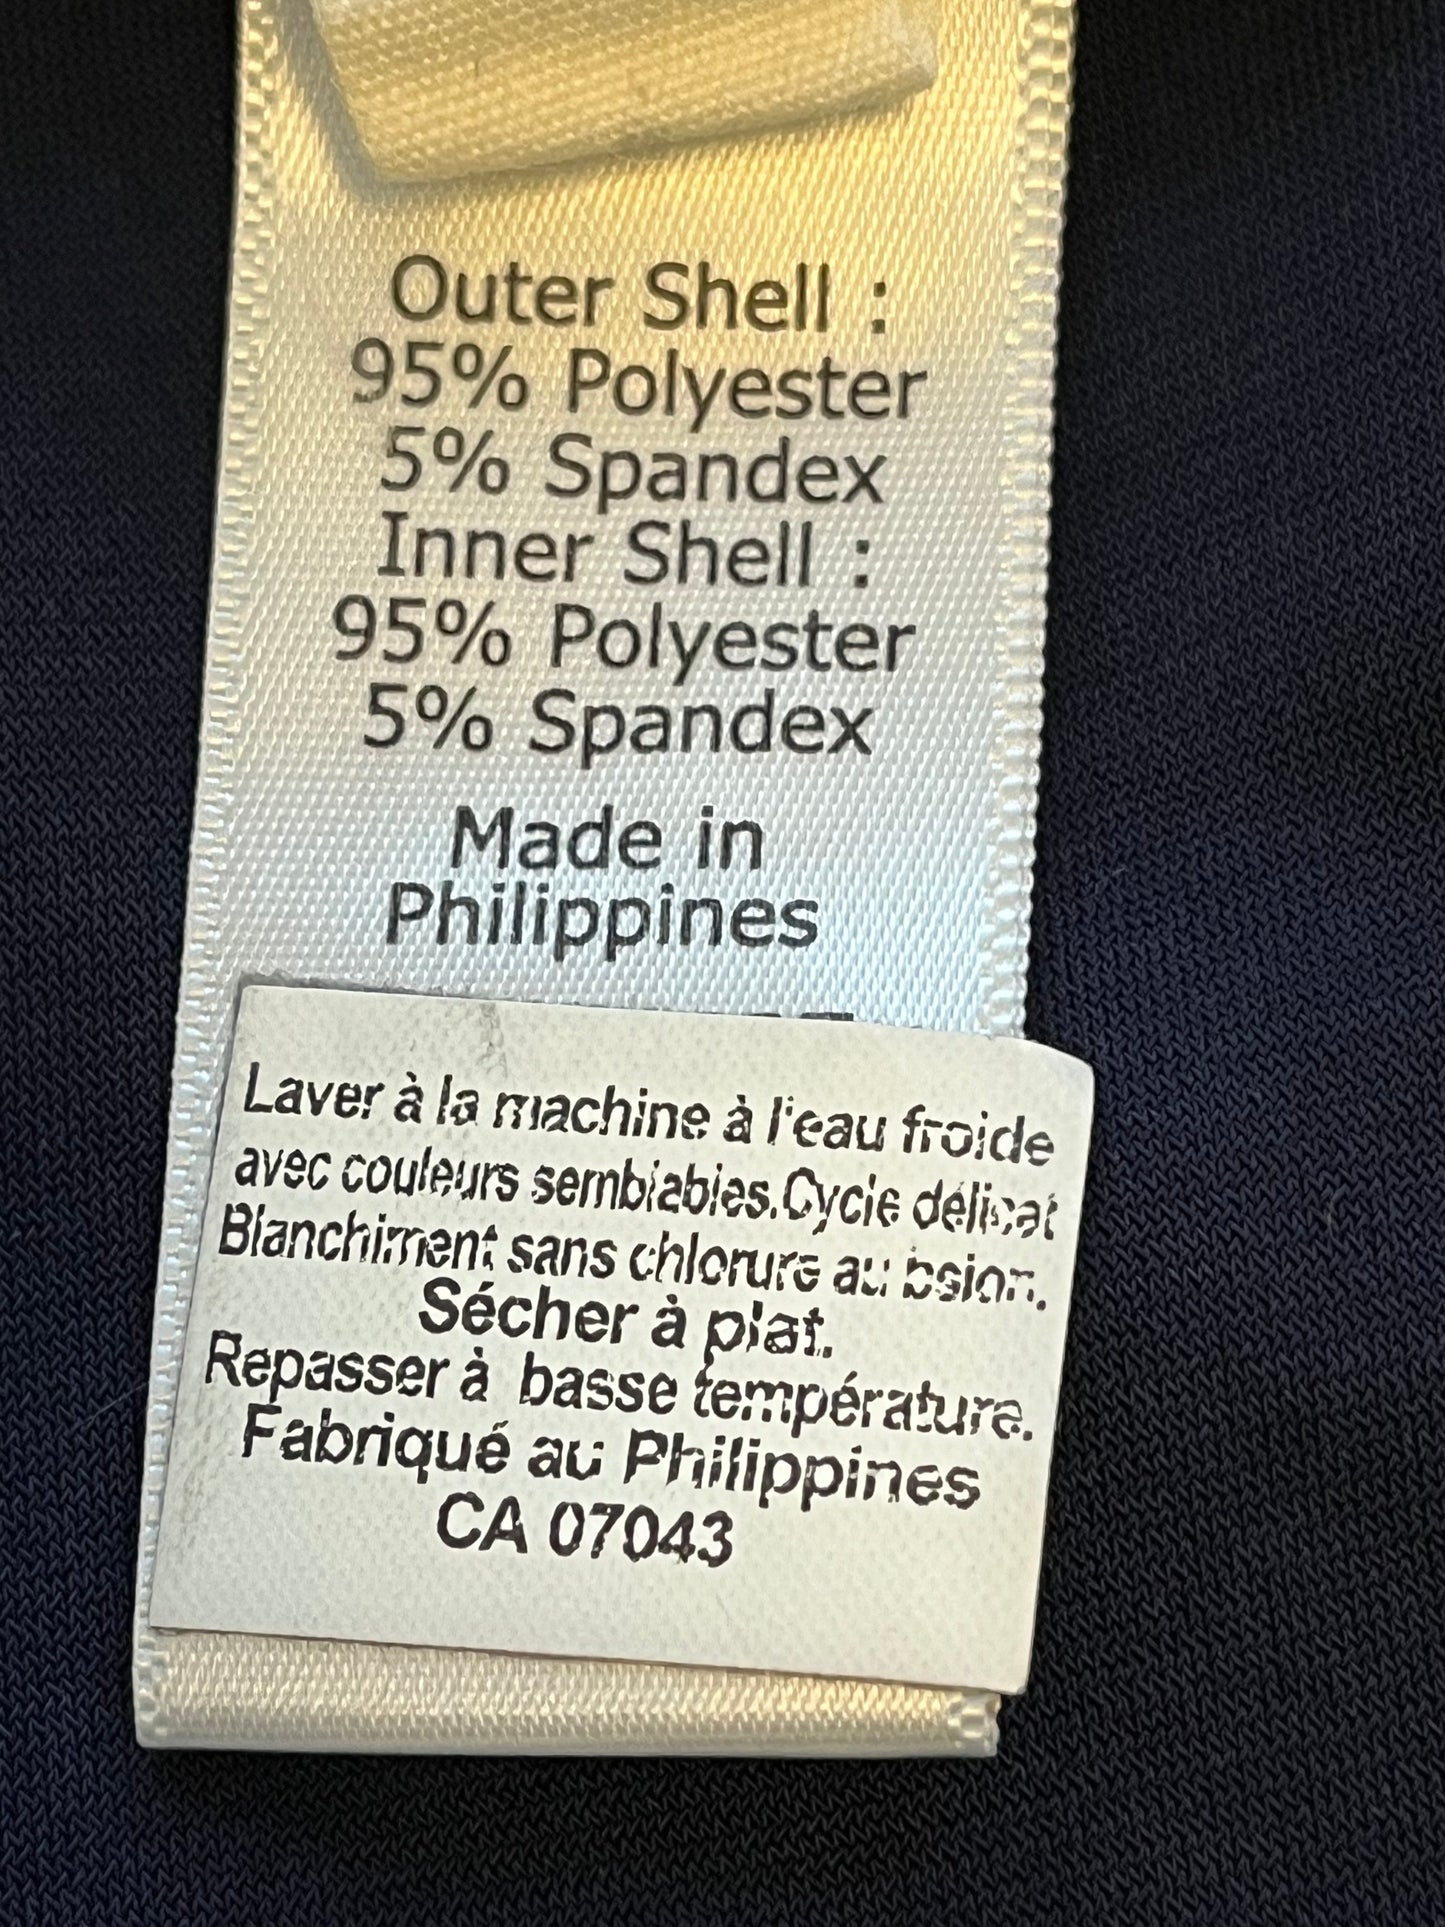 Outer Shell :
95% Polyester
5% Spandex
Inner Shell :
95% Polyester
5% Spandex
Made in
Philippines
Laver à la machine à l'eau froide
avec couleurs semblables.Cycle délicat
Blanchiment sans chlorure au bsion.
Sécher à plat.
Repasser à basse température.
Fabriqué au Philippines
CA 07043